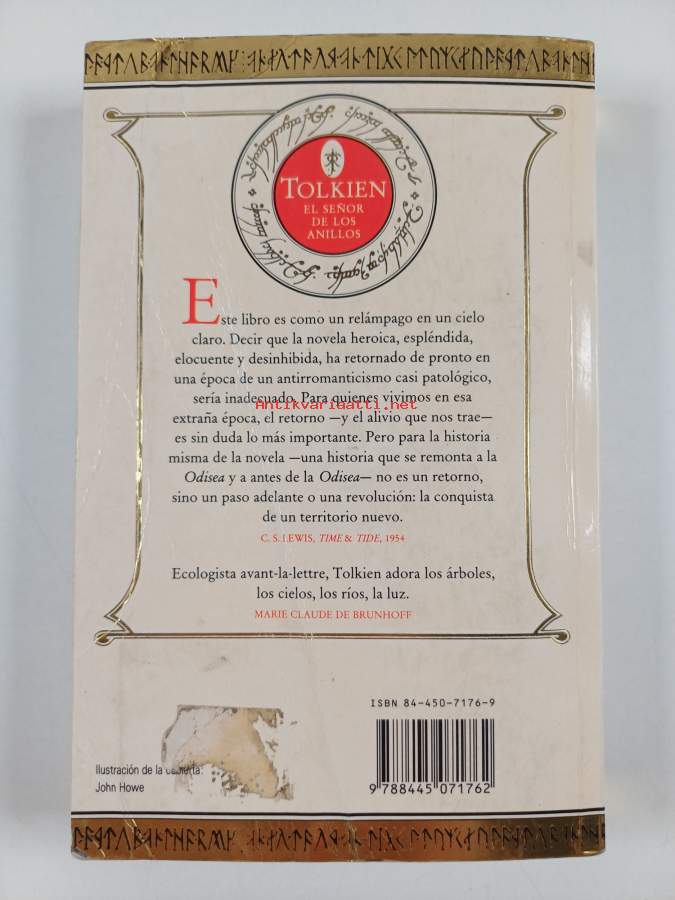 TOLKIEN
EL SEÑOR
DE LOS
ANILLOS
Este libro es como un relámpago en un cielo
claro. Decir que la novela heroica, espléndida,
elocuente y desinhibida, ha retornado de pronto en
una época de un antirromanticismo casi patológico,
sería inadecuado. Para quienes vivimos en esa
Antikvariaatti.net
extraña época, el retorno —y el alivio que nos trae—
es sin duda lo más importante. Pero para la historia
misma de la novela —una historia que se remonta a la
Odisea y a antes de la Odisea— no es un retorno,
sino un paso adelante o una revolución: la conquista
de un territorio nuevo.
C. S. LEWIS, TIME & TIDE, 1954
Ecologista avant-la-lettre, Tolkien adora los árboles,
los cielos, los ríos, la luz.
MARIE CLAUDE DE BRUNHOFF
ISBN 84-450-7176-9
9 788445 071762
Ilustración de la cubierta:
John Howe